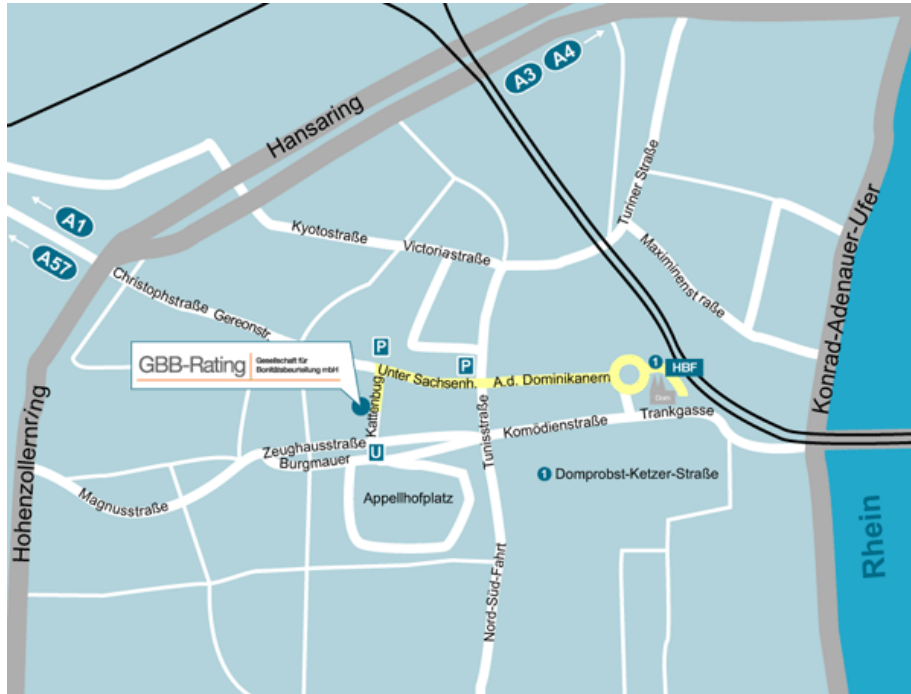 A3
A4
Hansaring
A1
A57
Kyotostraße
Victoriastraße
Turiner Straße
Maximinenstraße
Konrad-Adenauer-Ufer
Christophstraße
Gereonstr.
GBB-Rating
Gesellschaft für
Bonitätsbeurteilung mbH
P
P
1
HBF
Dom
Unter Sachsenh.
A.d. Dominikanern
Kattenbug
Tunisstraße
Komödienstraße
Trankgasse
Zeughausstraße
Burgmauer
U
Magnusstraße
Appellhofplatz
1 Domprobst-Ketzer-Straße
Hohenzollernring
Nord-Süd-Fahrt
Rhein